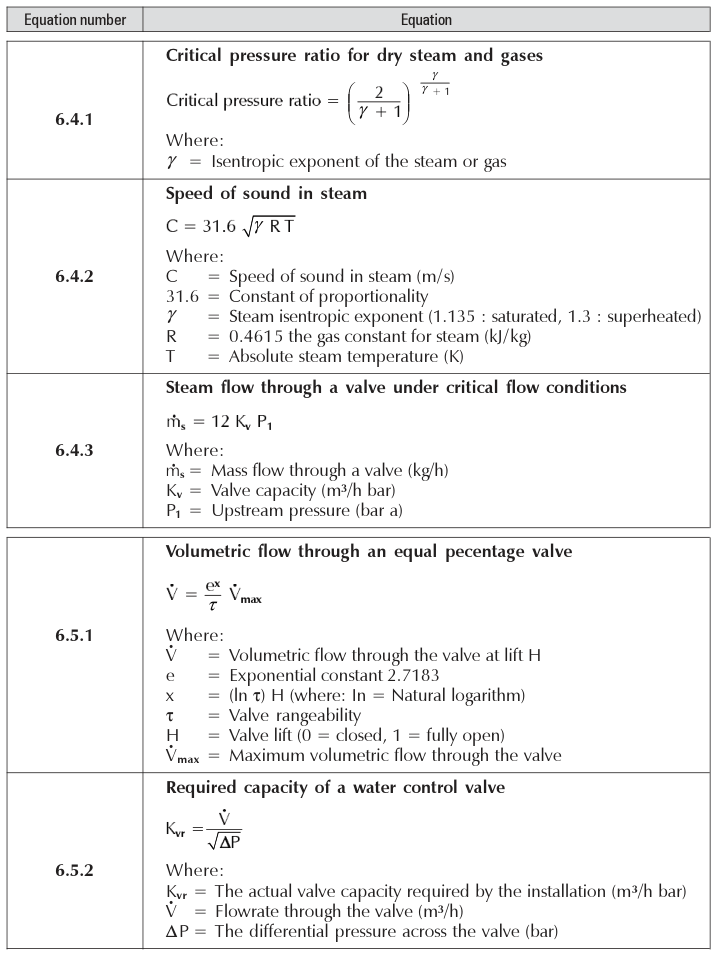 Equation number Equation
Critical pressure ratio for dry steam and gases
Critical pressure ratio = (2 / γ + 1) γ / γ + 1
6.4.1
Where:
γ = Isentropic exponent of the steam or gas
Speed of sound in steam
C = 31.6 √γ R T
Where:
6.4.2
C = Speed of sound in steam (m/s)
31.6 = Constant of proportionality
γ = Steam isentropic exponent (1.135 : saturated, 1.3 : superheated)
R = 0.4615 the gas constant for steam (kJ/kg)
T = Absolute steam temperature (K)
Steam flow through a valve under critical flow conditions
ṁs = 12 Kv P1
6.4.3
Where:
ṁs = Mass flow through a valve (kg/h)
Kv = Valve capacity (m³/h bar)
P1 = Upstream pressure (bar a)
Volumetric flow through an equal pecentage valve
V̇ = eˣ / τ V̇max
6.5.1
Where:
V̇ = Volumetric flow through the valve at lift H
e = Exponential constant 2.7183
x = (ln τ) H (where: In = Natural logarithm)
τ = Valve rangeability
H = Valve lift (0 = closed, 1 = fully open)
V̇max = Maximum volumetric flow through the valve
Required capacity of a water control valve
Kvr = V̇ / √ΔP
6.5.2
Where:
Kvr = The actual valve capacity required by the installation (m³/h bar)
V̇ = Flowrate through the valve (m³/h)
ΔP = The differential pressure across the valve (bar)